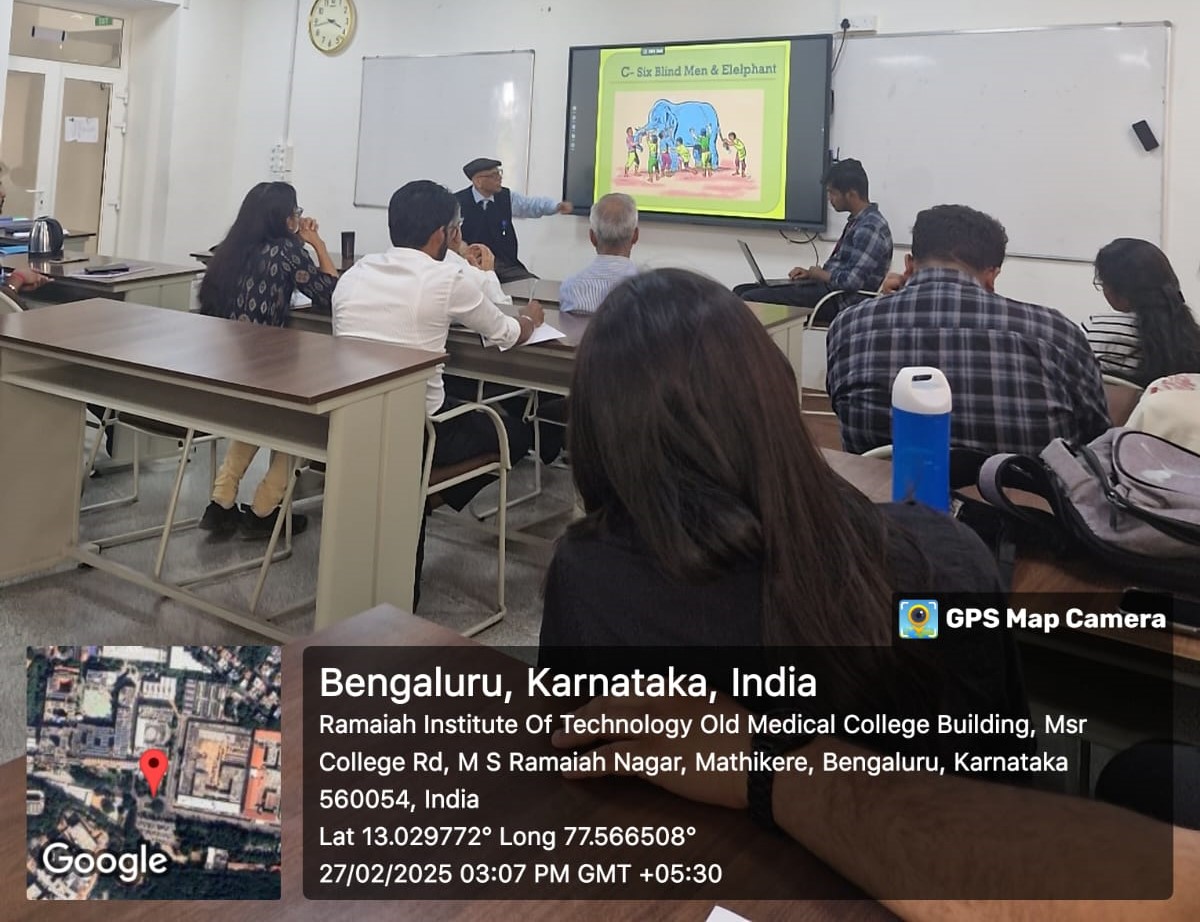 C- Six Blind Men & Elelphant
GPS Map Camera
Bengaluru, Karnataka, India
Ramaiah Institute Of Technology Old Medical College Building, Msr
College Rd, M S Ramaiah Nagar, Mathikere, Bengaluru, Karnataka
560054, India
Lat 13.029772° Long 77.566508°
27/02/2025 03:07 PM GMT +05:30
Google